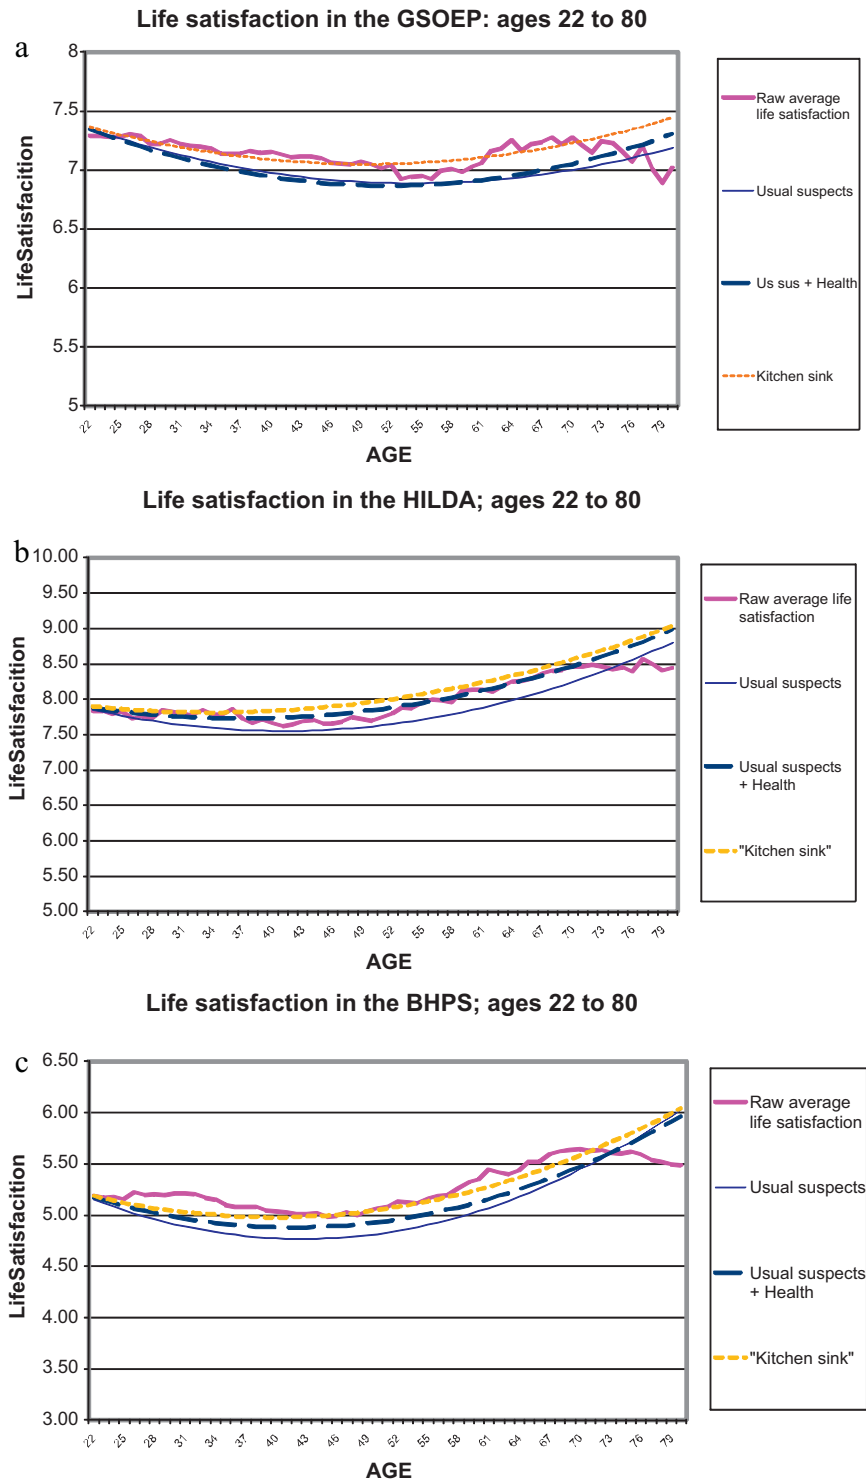 Life satisfaction in the GSOEP: ages 22 to 80
a
8
7.5
7
6.5
6
5.5
5
LifeSatisfacition
22 25 28 31 34 37 40 43 46 49 52 55 58 61 64 67 70 73 76 79
AGE
Raw average
life satisfaction
Usual suspects
Us sus + Health
Kitchen sink
Life satisfaction in the HILDA; ages 22 to 80
b
10.00
9.50
9.00
8.50
8.00
7.50
7.00
6.50
6.00
5.50
5.00
LifeSatisfacition
22 25 28 31 34 37 40 43 46 49 52 55 58 61 64 67 70 73 76 79
AGE
Raw average life
satisfaction
Usual suspects
Usual suspects
+ Health
"Kitchen sink"
Life satisfaction in the BHPS; ages 22 to 80
c
6.50
6.00
5.50
5.00
4.50
4.00
3.50
3.00
LifeSatisfacition
22 25 28 31 34 37 40 43 46 49 52 55 58 61 64 67 70 73 76 79
AGE
Raw average
life satisfaction
Usual suspects
Usual suspects
+ Health
"Kitchen sink"